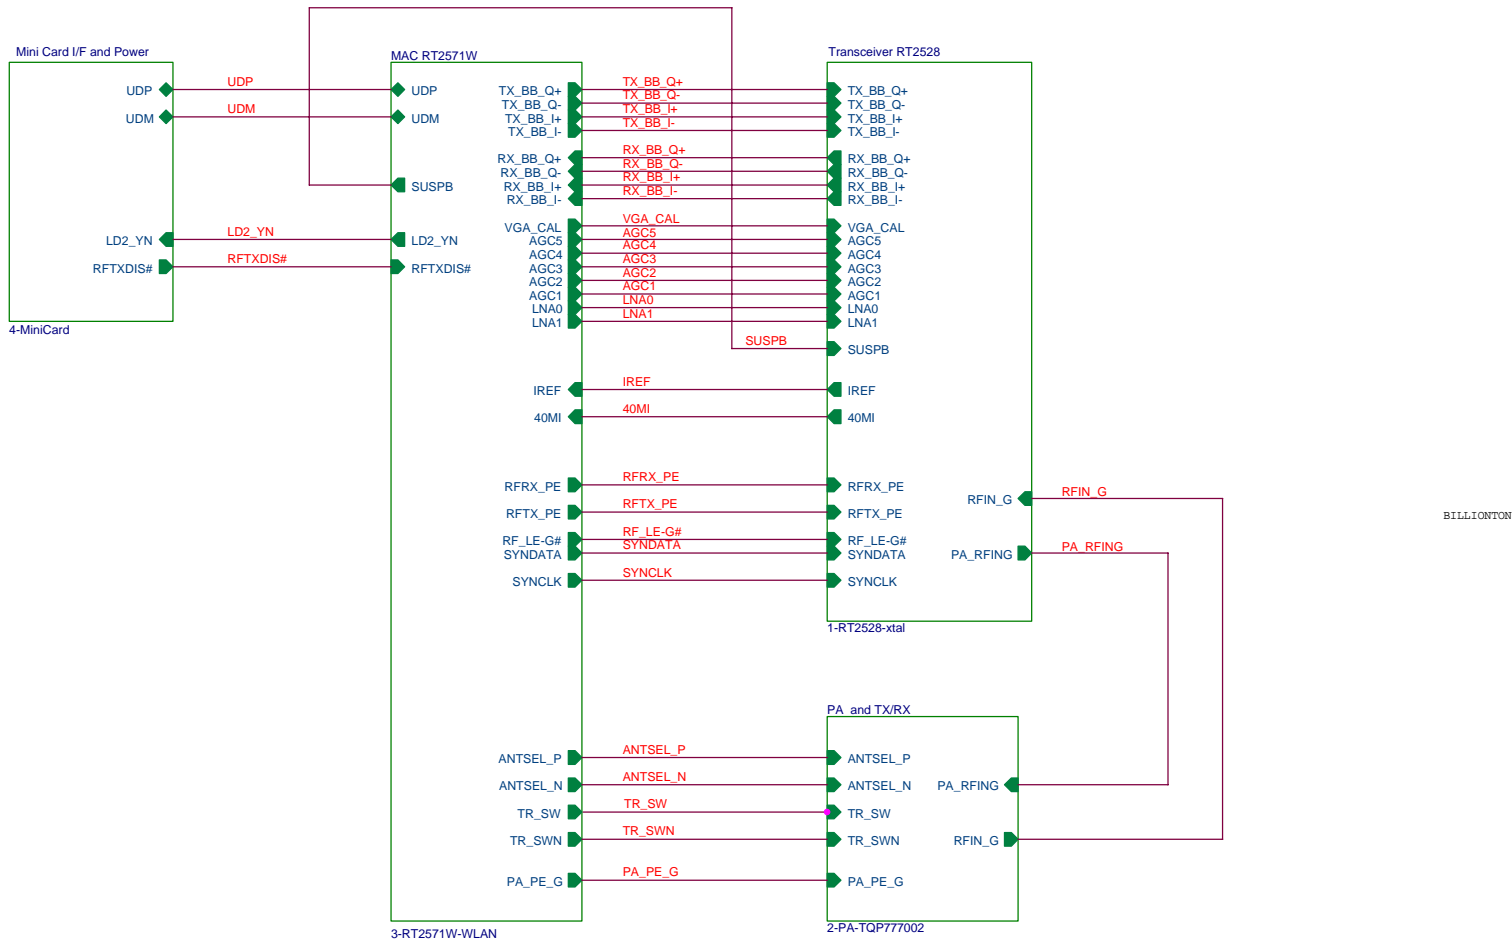 Mini Card I/F and Power
UDP
UDM
LD2_YN
RFTXDIS#
4-MiniCard
UDP
UDM
LD2_YN
RFTXDIS#
MAC RT2571W
UDP
UDM
SUSPB
LD2_YN
RFTXDIS#
TX_BB_Q+
TX_BB_Q-
TX_BB_I+
TX_BB_I-
RX_BB_Q+
RX_BB_Q-
RX_BB_I+
RX_BB_I-
VGA_CAL
AGC5
AGC4
AGC3
AGC2
AGC1
LNA0
LNA1
IREF
40MI
RFRX_PE
RFTX_PE
RF_LE-G#
SYNDATA
SYNCLK
ANTSEL_P
ANTSEL_N
TR_SW
TR_SWN
PA_PE_G
3-RT2571W-WLAN
TX_BB_Q+
TX_BB_Q-
TX_BB_I+
TX_BB_I-
RX_BB_Q+
RX_BB_Q-
RX_BB_I+
RX_BB_I-
VGA_CAL
AGC5
AGC4
AGC3
AGC2
AGC1
LNA0
LNA1
SUSPB
IREF
40MI
RFRX_PE
RFTX_PE
RF_LE-G#
SYNDATA
SYNCLK
ANTSEL_P
ANTSEL_N
TR_SW
TR_SWN
PA_PE_G
Transceiver RT2528
TX_BB_Q+
TX_BB_Q-
TX_BB_I+
TX_BB_I-
RX_BB_Q+
RX_BB_Q-
RX_BB_I+
RX_BB_I-
VGA_CAL
AGC5
AGC4
AGC3
AGC2
AGC1
LNA0
LNA1
SUSPB
IREF
40MI
RFRX_PE
RFTX_PE
RF_LE-G#
SYNDATA
SYNCLK
RFIN_G
PA_RFING
1-RT2528-xtal
RFIN_G
PA_RFING
PA and TX/RX
ANTSEL_P
ANTSEL_N
TR_SW
TR_SWN
PA_PE_G
PA_RFING
RFIN_G
2-PA-TQP777002
BILLIONTON